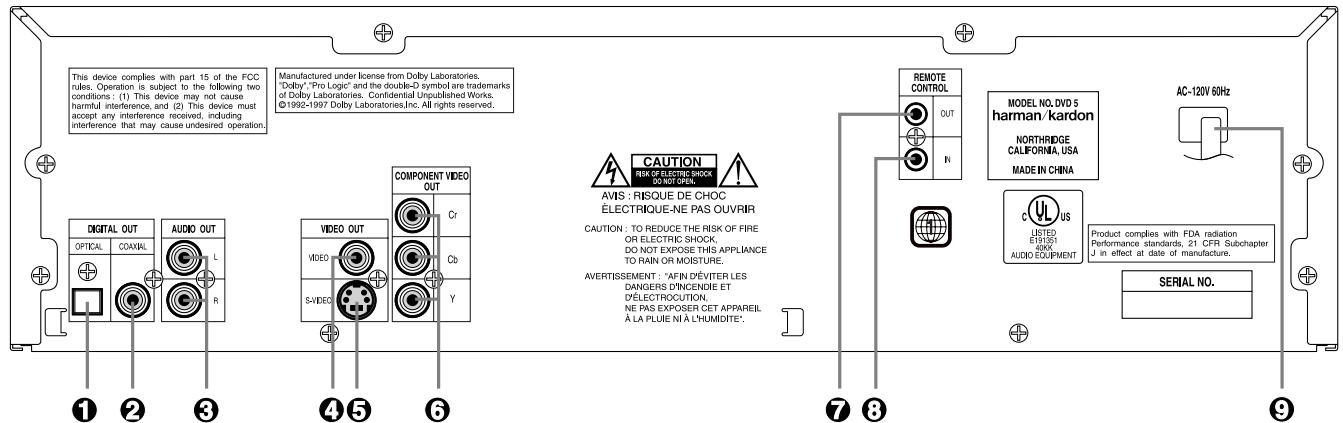 This device complies with part 15 of the FCC
rules. Operation is subject to the following two
conditions : (1) This device may not cause
harmful interference, and (2) This device must
accept any interference received, including
interference that may cause undesired operation.
Manufactured under license from Dolby Laboratories.
"Dolby","Pro Logic" and the double-D symbol are trademarks
of Dolby Laboratories. Confidential Unpublished Works.
©1992-1997 Dolby Laboratories,Inc. All rights reserved.
REMOTE
CONTROL
OUT
IN
MODEL NO. DVD 5
harman/kardon
NORTHRIDGE
CALIFORNIA, USA
MADE IN CHINA
AC~120V 60Hz
CAUTION
RISK OF ELECTRIC SHOCK
DO NOT OPEN.
AVIS : RISQUE DE CHOC
ÉLECTRIQUE-NE PAS OUVRIR
CAUTION : TO REDUCE THE RISK OF FIRE
OR ELECTRIC SHOCK,
DO NOT EXPOSE THIS APPLIANCE
TO RAIN OR MOISTURE.
AVERTISSEMENT : "AFIN D'ÉVITER LES
DANGERS D'INCENDIE ET
D'ÉLECTROCUTION,
NE PAS EXPOSER CET APPAREIL
À LA PLUIE NI À L'HUMIDITE".
COMPONENT VIDEO
OUT
Cr
Cb
Y
DIGITAL OUT
OPTICAL
COAXIAL
AUDIO OUT
L
R
VIDEO OUT
VIDEO
S-VIDEO
1
C UL US
LISTED
E191351
40KK
AUDIO EQUIPMENT
Product complies with FDA radiation
Performance standards, 21 CFR Subchapter
J in effect at date of manufacture.
SERIAL NO.
1
2
3
4
5
6
7
8
9